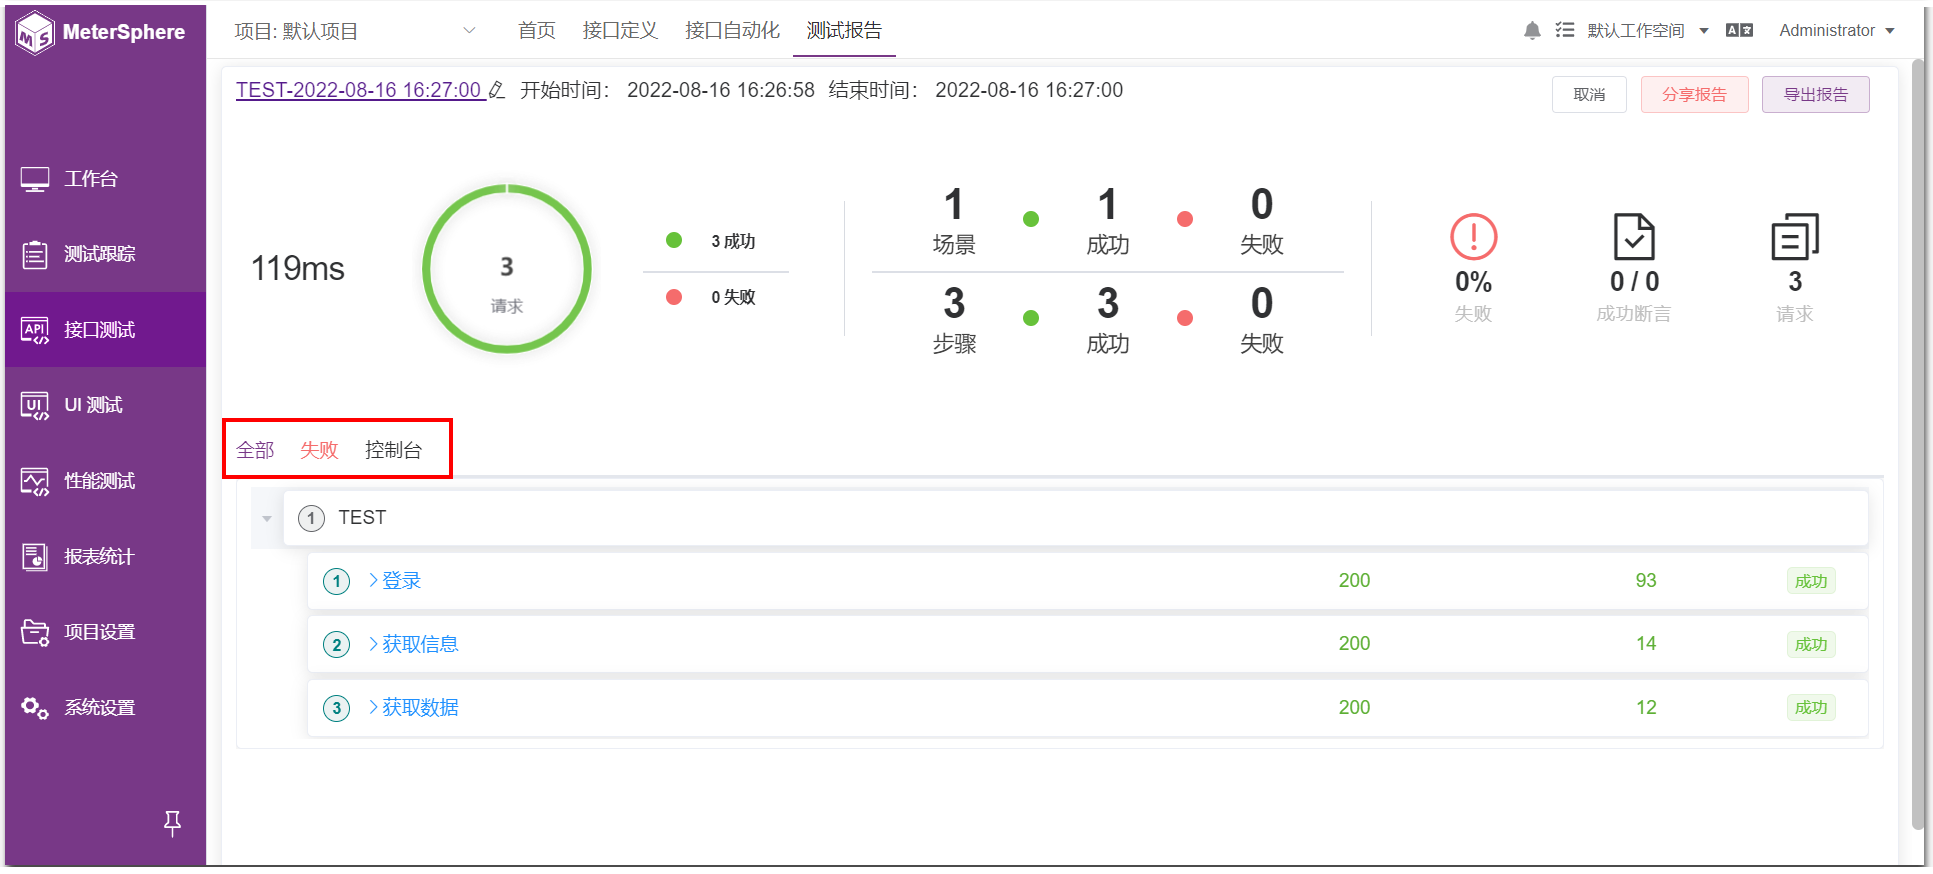 MeterSphere
项目: 默认项目
首页
接口定义
接口自动化
测试报告
默认工作空间
Administrator
工作台
测试跟踪
API
接口测试
UI
UI 测试
性能测试
报表统计
项目设置
系统设置
TEST-2022-08-16 16:27:00
开始时间： 2022-08-16 16:26:58
结束时间： 2022-08-16 16:27:00
取消
分享报告
导出报告
119ms
3
请求
3 成功
0 失败
1
场景
1
成功
0
失败
3
步骤
3
成功
0
失败
0%
失败
0 / 0
成功断言
3
请求
全部
失败
控制台
1 TEST
1 登录 200 93 成功
2 获取信息 200 14 成功
3 获取数据 200 12 成功